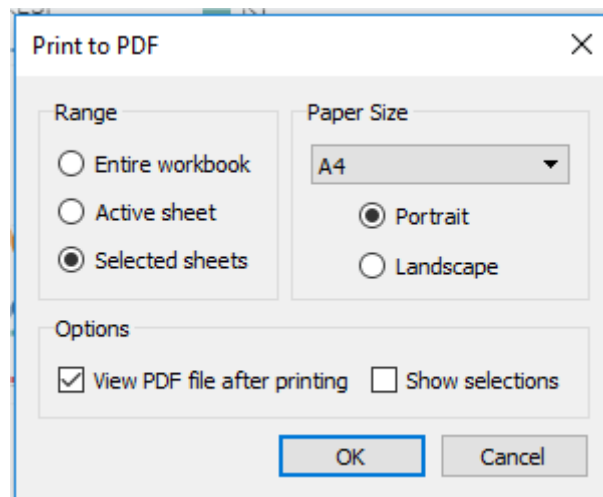 Print to PDF
Range
Entire workbook
Active sheet
Selected sheets
Paper Size
A4
Portrait
Landscape
Options
View PDF file after printing
Show selections
OK
Cancel